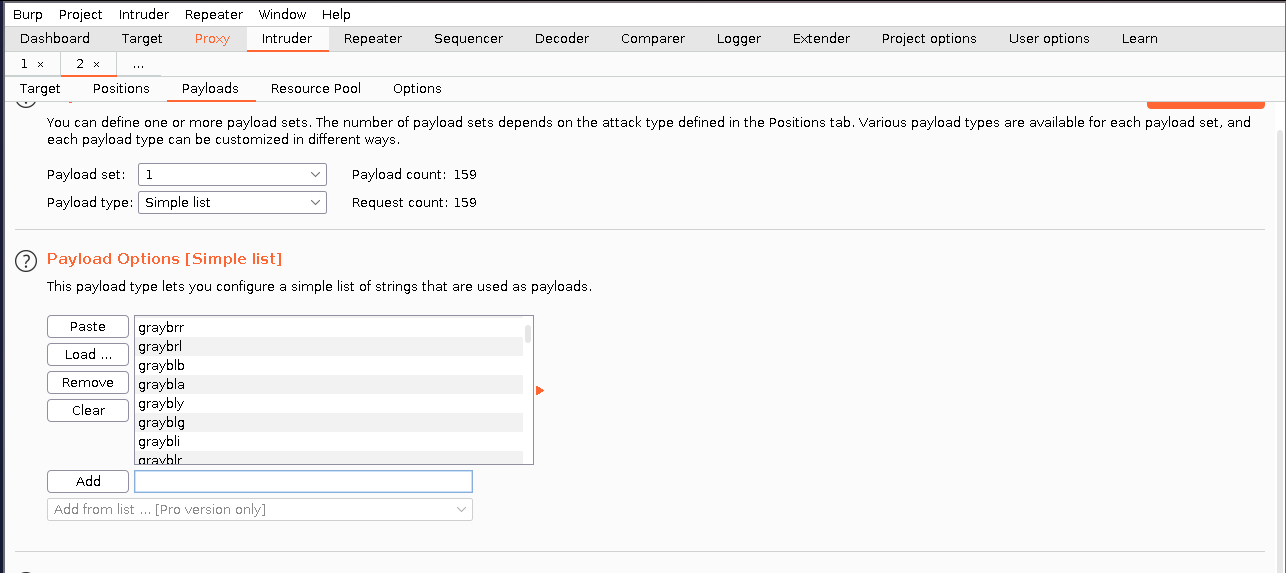 Burp Project Intruder Repeater Window Help
Dashboard Target Proxy Intruder Repeater Sequencer Decoder Comparer Logger Extender Project options User options Learn
1 × 2 × ...
Target Positions Payloads Resource Pool Options
You can define one or more payload sets. The number of payload sets depends on the attack type defined in the Positions tab. Various payload types are available for each payload set, and
each payload type can be customized in different ways.
Payload set: 1 Payload count: 159
Payload type: Simple list Request count: 159
? Payload Options [Simple list]
This payload type lets you configure a simple list of strings that are used as payloads.
Paste
Load ...
Remove
Clear
graybrr
graybrl
grayblb
graybla
graybly
grayblg
graybli
grayblr
Add
Add from list ... [Pro version only]